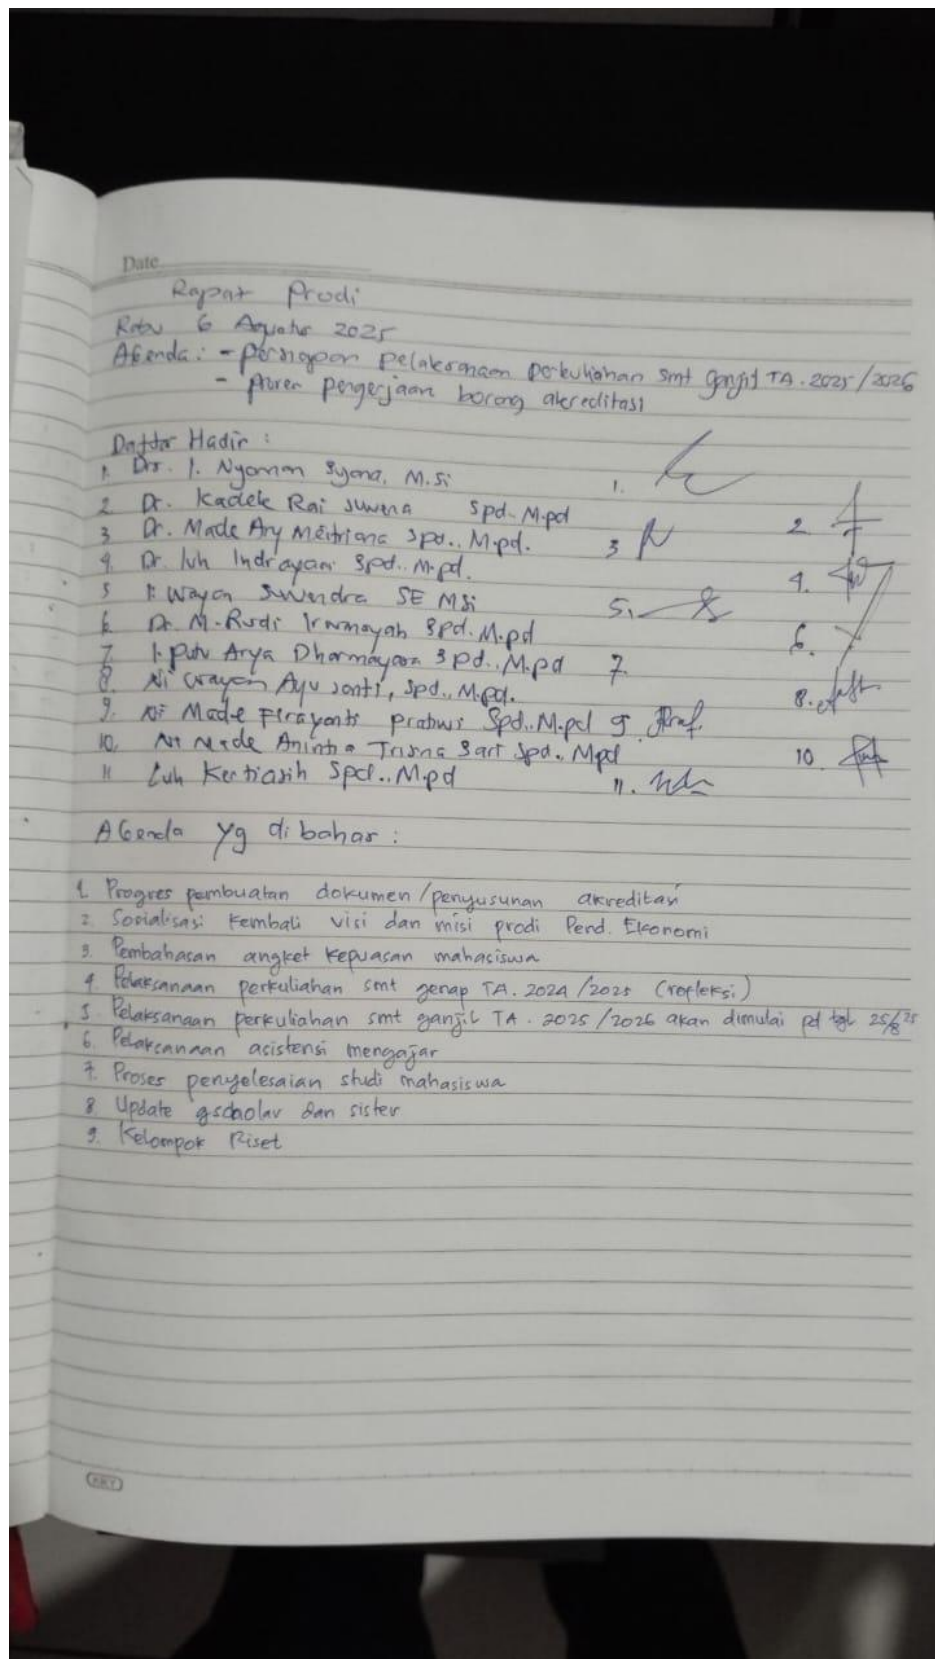 Date
Rapat Prodi
Rabu 6 Agustus 2025
Agenda : - persiapan pelaksanaan perkuliahan smt ganjil TA. 2025/2026
- proses pengerjaan borang akreditasi
Daftar Hadir :
1. Drs. I. Nyoman Syona, M.Si 1.
2 Dr. Kadek Rai Suwena Spd. M.pd 2
3 Dr. Made Ary Meitriana Spd., M.pd. 3
4. Dr. luh Indrayani Spd., M.pd. 4.
5 I. Wayan Suwendra SE MSi 5.
6 Dr. M. Rudi Irwansyah Spd. M.pd 6.
7 I. Putu Arya Dharmayasa Spd., M.pd 7.
8. Ni Wayan Ayu Santi, Spd., M.pd. 8.
9. Ni Made Pratiwi Spd., M.pd 9
10. Ni Made Trisna Sari Spd., Mpd 10
11 Luh Kertiasih Spd., M.pd 11.
AGenda yg dibahas :
1. Progres pembuatan dokumen/penyusunan akreditasi
2. Sosialisasi kembali visi dan misi prodi Pend. Ekonomi
3. Pembahasan angket kepuasan mahasiswa
4 Pelaksanaan perkuliahan smt genap TA. 2024/2025 (refleksi)
5. Pelaksanaan perkuliahan smt ganjil TA. 2025/2026 akan dimulai pd tgl 25/8 25
6. Pelaksanaan asistensi mengajar
7. Proses penyelesaian studi mahasiswa
8. Update gscholar dan sister
9. Kelompok Riset